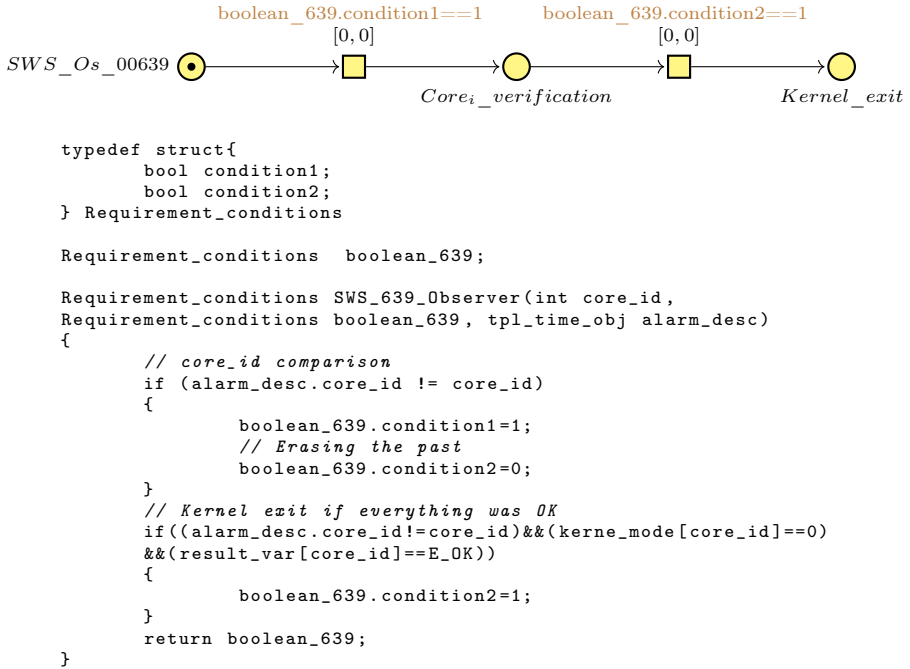 boolean_639.condition1==1 boolean_639.condition2==1
[0, 0] [0, 0]
SWS_Os_00639
Core_i_verification Kernel_exit
typedef struct{
bool condition1;
bool condition2;
} Requirement_conditions
Requirement_conditions boolean_639;
Requirement_conditions SWS_639_Observer(int core_id,
Requirement_conditions boolean_639, tpl_time_obj alarm_desc)
{
// core_id comparison
if (alarm_desc.core_id != core_id)
{
boolean_639.condition1=1;
// Erasing the past
boolean_639.condition2=0;
}
// Kernel exit if everything was OK
if((alarm_desc.core_id!=core_id)&&(kerne_mode[core_id]==0)
&&(result_var[core_id]==E_OK))
{
boolean_639.condition2=1;
}
return boolean_639;
}